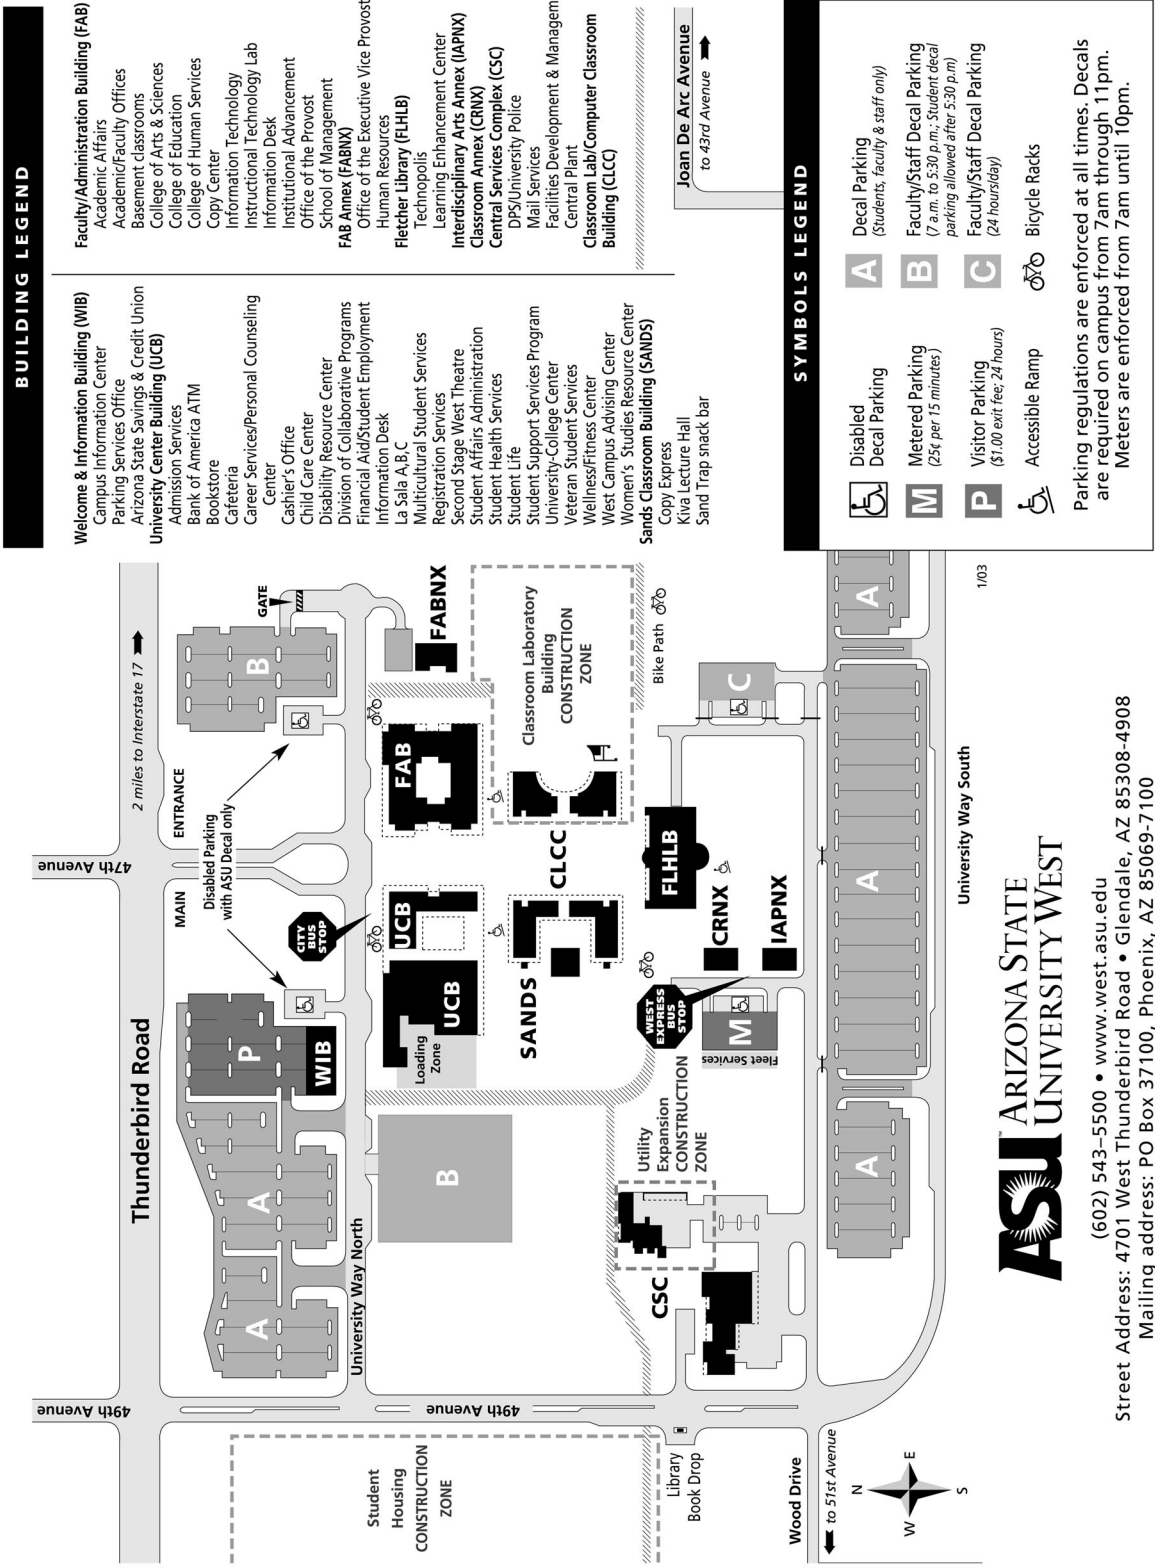 2 miles to Interstate 17
Thunderbird Road
49th Avenue
47th Avenue
MAIN
ENTRANCE
GATE
Disabled Parking
with ASU Decal only
A
A
P
WIB
B
CITY
BUS
STOP
University Way North
49th Avenue
Student
Housing
CONSTRUCTION
ZONE
B
Loading
Zone
UCB
UCB
FAB
FABNX
SANDS
CLCC
Classroom Laboratory
Building
CONSTRUCTION
ZONE
Utility
Expansion
CONSTRUCTION
ZONE
CSC
Library
Book Drop
WEST
EXPRESS
BUS
STOP
FLHLB
Bike Path
Fleet Services
M
CRNX
IAPNX
C
Wood Drive
to 51st Avenue
A
A
A
University Way South
1/03
N
W
E
S
Joan De Arc Avenue
to 43rd Avenue
BUILDING LEGEND
Welcome & Information Building (WIB)
Campus Information Center
Parking Services Office
Arizona State Savings & Credit Union
University Center Building (UCB)
Admission Services
Bank of America ATM
Bookstore
Cafeteria
Career Services/Personal Counseling
Center
Cashier's Office
Child Care Center
Disability Resource Center
Division of Collaborative Programs
Financial Aid/Student Employment
Information Desk
La Sala A,B,C
Multicultural Student Services
Registration Services
Second Stage West Theatre
Student Affairs Administration
Student Health Services
Student Life
Student Support Services Program
University-College Center
Veteran Student Services
Wellness/Fitness Center
West Campus Advising Center
Women's Studies Resource Center
Sands Classroom Building (SANDS)
Copy Express
Kiva Lecture Hall
Sand Trap snack bar
Faculty/Administration Building (FAB)
Academic Affairs
Academic/Faculty Offices
Basement classrooms
College of Arts & Sciences
College of Education
College of Human Services
Copy Center
Information Technology
Instructional Technology Lab
Information Desk
Institutional Advancement
Office of the Provost
School of Management
FAB Annex (FABNX)
Office of the Executive Vice Provost
Human Resources
Fletcher Library (FLHLB)
Technopolis
Learning Enhancement Center
Interdisciplinary Arts Annex (IAPNX)
Classroom Annex (CRNX)
Central Services Complex (CSC)
DPS/University Police
Mail Services
Facilities Development & Managem
Central Plant
Classroom Lab/Computer Classroom
Building (CLCC)
SYMBOLS LEGEND
Disabled
Decal Parking
M Metered Parking
(25¢ per 15 minutes)
P Visitor Parking
($1.00 exit fee; 24 hours)
Accessible Ramp
A Decal Parking
(Students, faculty & staff only)
B Faculty/Staff Decal Parking
(7 a.m. to 5:30 p.m.; Student decal
parking allowed after 5:30 p.m)
C Faculty/Staff Decal Parking
(24 hours/day)
Bicycle Racks
Parking regulations are enforced at all times. Decals
are required on campus from 7am through 11pm.
Meters are enforced from 7am until 10pm.
ASU™ ARIZONA STATE
UNIVERSITY WEST
(602) 543–5500 • www.west.asu.edu
Street Address: 4701 West Thunderbird Road • Glendale, AZ 85308-4908
Mailing address: PO Box 37100, Phoenix, AZ 85069-7100